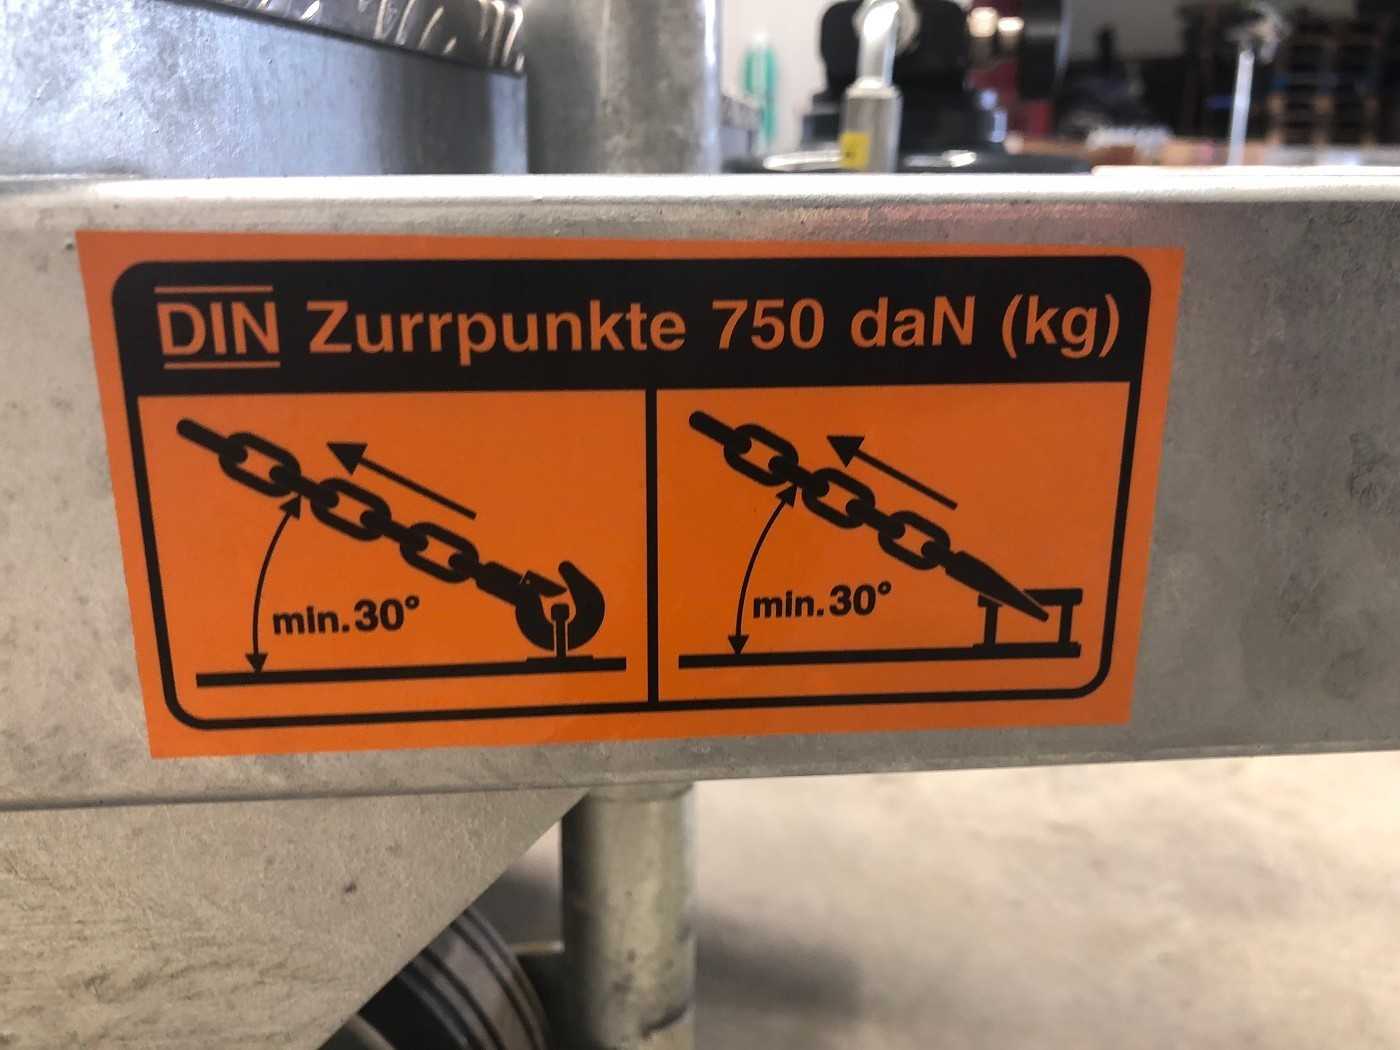 DIN Zurrpunkte 750 daN (kg)
min. 30°
min. 30°